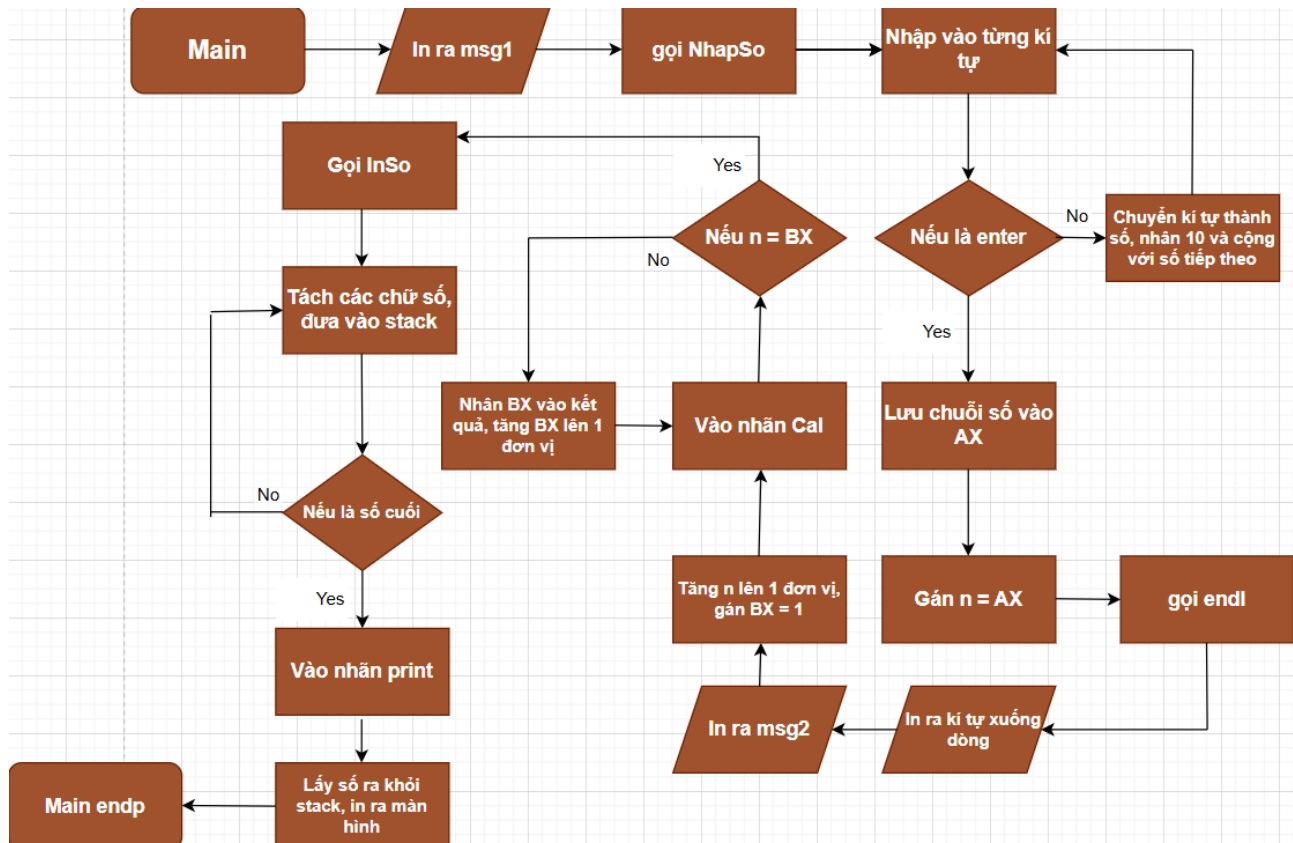 Main
In ra msg1
gọi NhapSo
Nhập vào từng kí
tự
Gọi InSo
Yes
Nếu n = BX
No
Nếu là enter
No
Chuyển kí tự thành
số, nhân 10 và cộng
với số tiếp theo
Tách các chữ số,
đưa vào stack
Yes
Nhân BX vào kết
quả, tăng BX lên 1
đơn vị
Vào nhãn Cal
Lưu chuỗi số vào
AX
No
Nếu là số cuối
Tăng n lên 1 đơn vị,
gán BX = 1
Gán n = AX
gọi endl
Yes
Vào nhãn print
In ra msg2
In ra kí tự xuống
dòng
Main endp
Lấy số ra khỏi
stack, in ra màn
hình